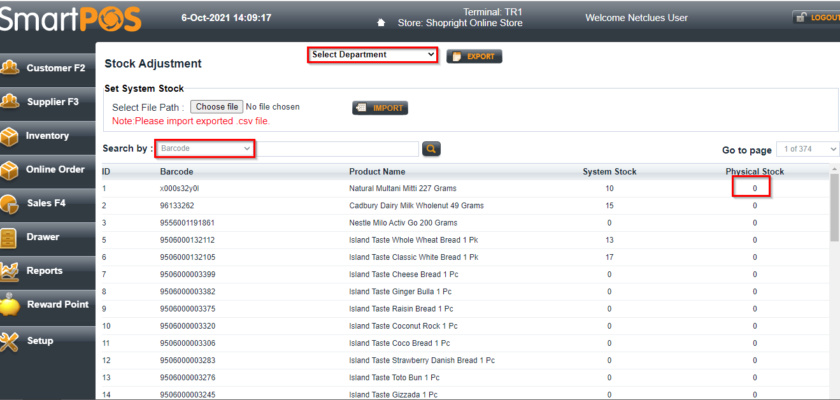 SmartPOS
6-Oct-2021 14:09:17
Terminal: TR1
Store: Shopright Online Store
Welcome Netclues User
LOGOUT
Customer F2
Supplier F3
Inventory
Online Order
Sales F4
Drawer
Reports
Reward Point
Setup
Stock Adjustment
Select Department
EXPORT
Set System Stock
Select File Path : Choose file No file chosen
IMPORT
Note:Please import exported .csv file.
Search by : Barcode
Go to page 1 of 374
ID Barcode Product Name System Stock Physical Stock
1 x000s32y0l Natural Multani Mitti 227 Grams 10 0
2 96133262 Cadbury Dairy Milk Wholenut 49 Grams 15 0
3 9556001191861 Nestle Milo Activ Go 200 Grams 0 0
5 9506000132112 Island Taste Whole Wheat Bread 1 Pk 13 0
6 9506000132105 Island Taste Classic White Bread 1 Pk 17 0
7 9506000003399 Island Taste Cheese Bread 1 Pc 0 0
8 9506000003382 Island Taste Ginger Bulla 1 Pc 0 0
9 9506000003375 Island Taste Raisin Bread 1 Pc 0 0
10 9506000003320 Island Taste Coconut Rock 1 Pc 0 0
11 9506000003306 Island Taste Coco Bread 1 Pc 0 0
12 9506000003283 Island Taste Strawberry Danish Bread 1 Pc 0 0
13 9506000003276 Island Taste Toto Bun 1 Pc 0 0
14 9506000003245 Island Taste Gizzada 1 Pc 0 0